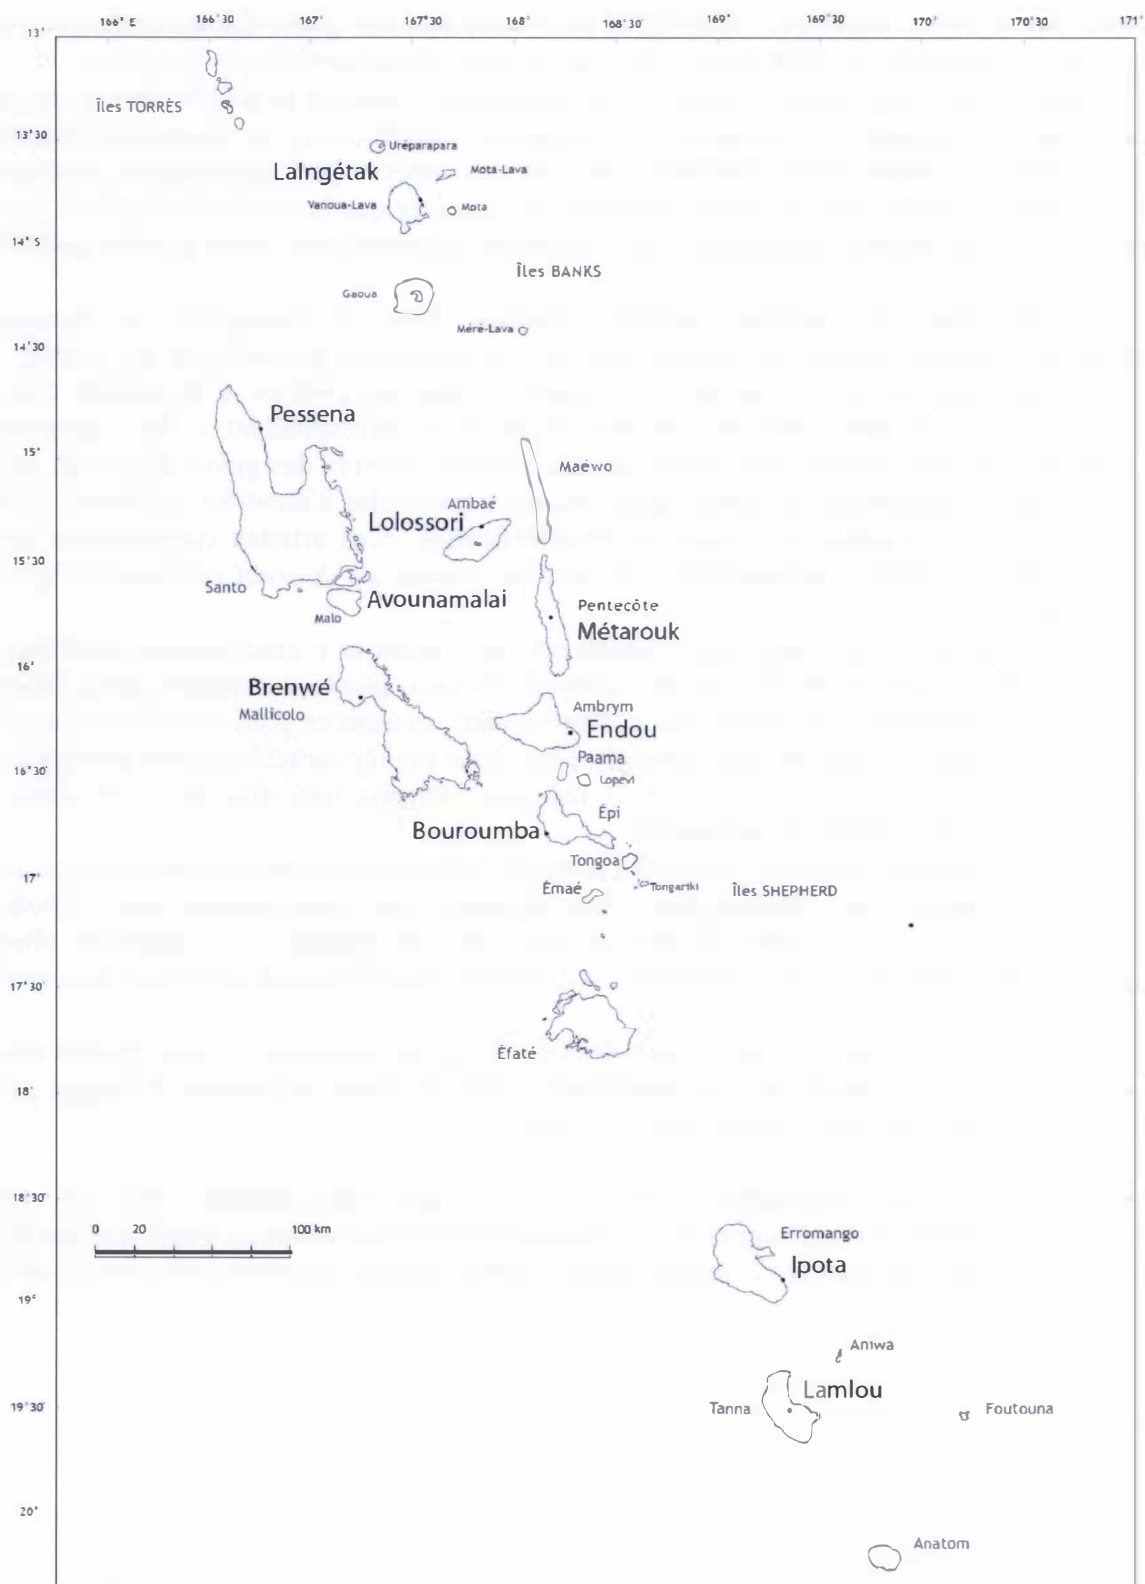 166° E 166°30 167° 167°30 168° 168°30 169° 169°30 170° 170°30 171°
13°
Îles TORRÈS
13°30
Uréparapara
Lalngétak
Mota-Lava
Vanoua-Lava
Mota
14° S
Îles BANKS
Gaoua
Méré-Lava
14°30
Pessena
15°
Maéwo
Ambaé
Lolossori
15°30
Santo
Avounamalai
Malo
Pentecôte
Métarouk
16°
Brenwé
Mallicolo
Ambrym
Endou
Paama
16°30
Lopévi
Épi
Bouroumba
Tongoa
17°
Émaé
Tongariki
Îles SHEPHERD
17°30
Éfaté
18°
18°30
0 20 100 km
Erromango
Ipota
19°
Aniwa
Lamlou
19°30
Tanna
Foutouna
20°
Anatom